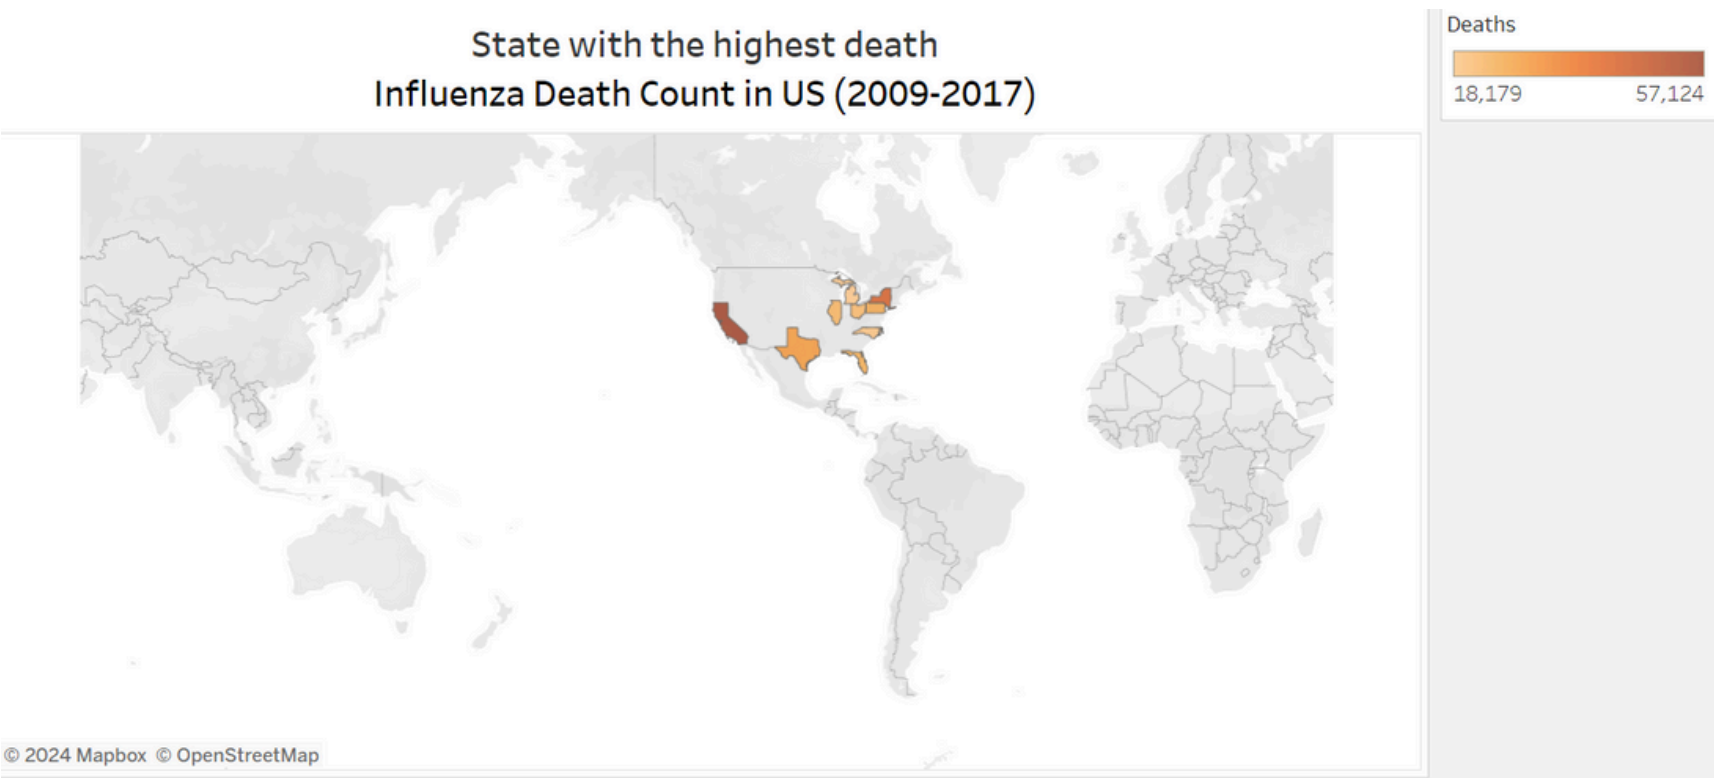 State with the highest death
Influenza Death Count in US (2009-2017)
Deaths
18,179 57,124
© 2024 Mapbox © OpenStreetMap